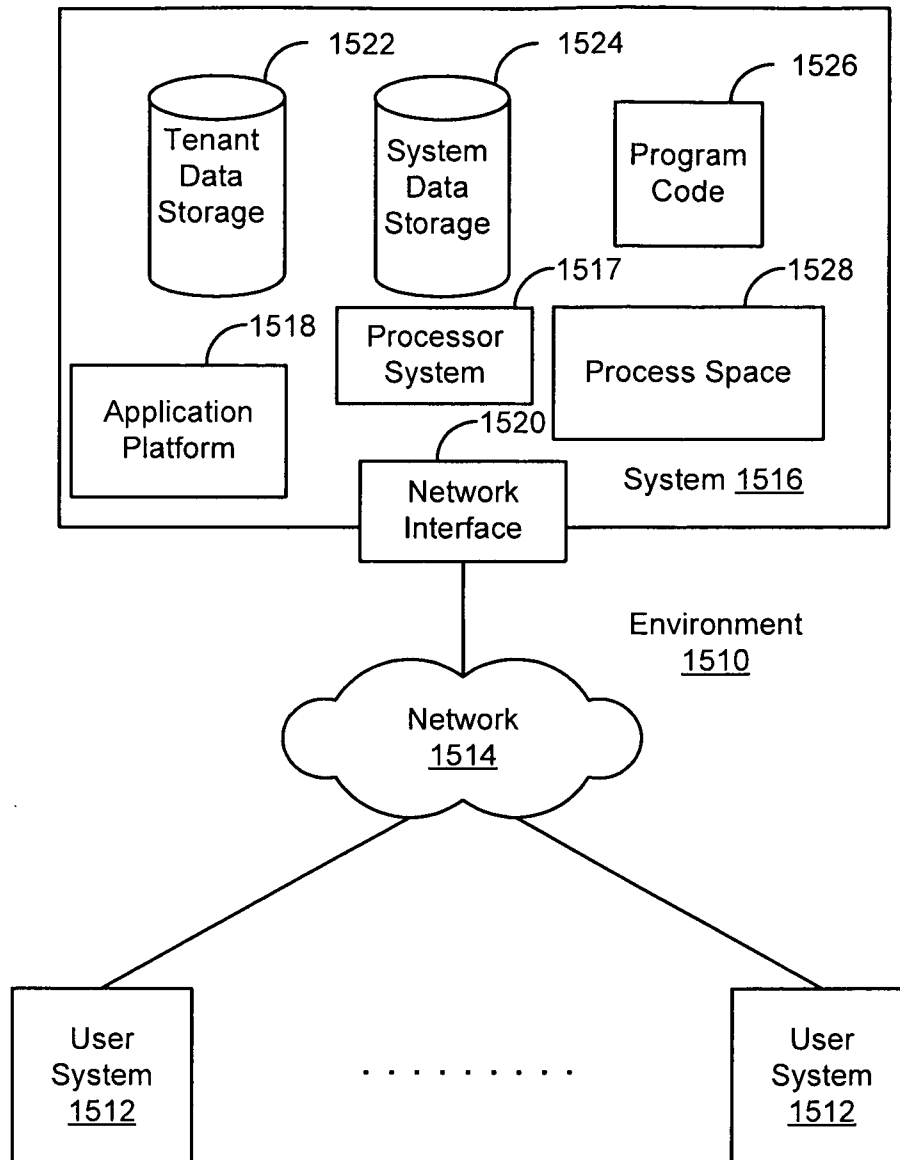 1522
1524
1526
Tenant
Data
Storage
System
Data
Storage
Program
Code
1517
1528
1518
Processor
System
Process Space
Application
Platform
1520
Network
Interface
System 1516
Environment
1510
Network
1514
User
System
1512
. . . . . . . . .
User
System
1512